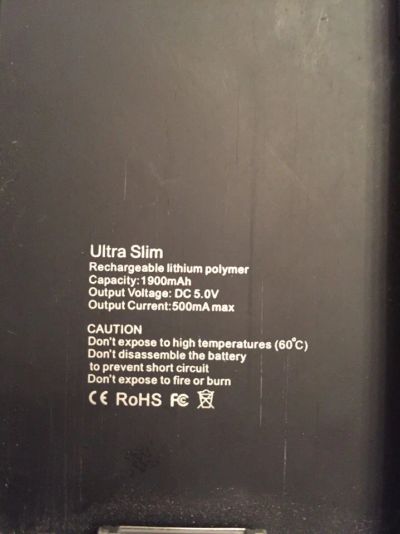 Ultra Slim
Rechargeable lithium polymer
Capacity:1900mAh
Output Voltage: DC 5.0V
Output Current:500mA max
CAUTION
Don't expose to high temperatures (60°C)
Don't disassemble the battery
to prevent short circuit
Don't expose to fire or burn
CE RoHS FC